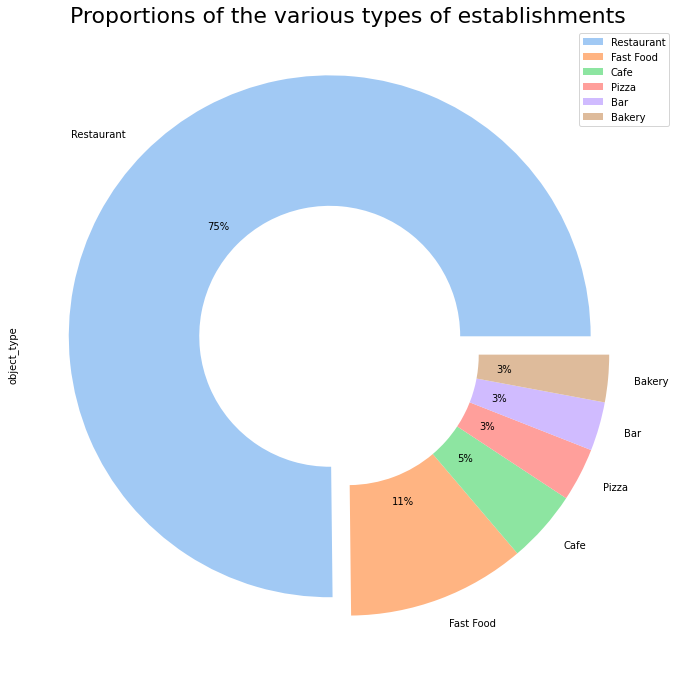 Proportions of the various types of establishments
Restaurant
Fast Food
Cafe
Pizza
Bar
Bakery
Restaurant
75%
object_type
3%
Bakery
3%
Bar
3%
Pizza
5%
Cafe
11%
Fast Food